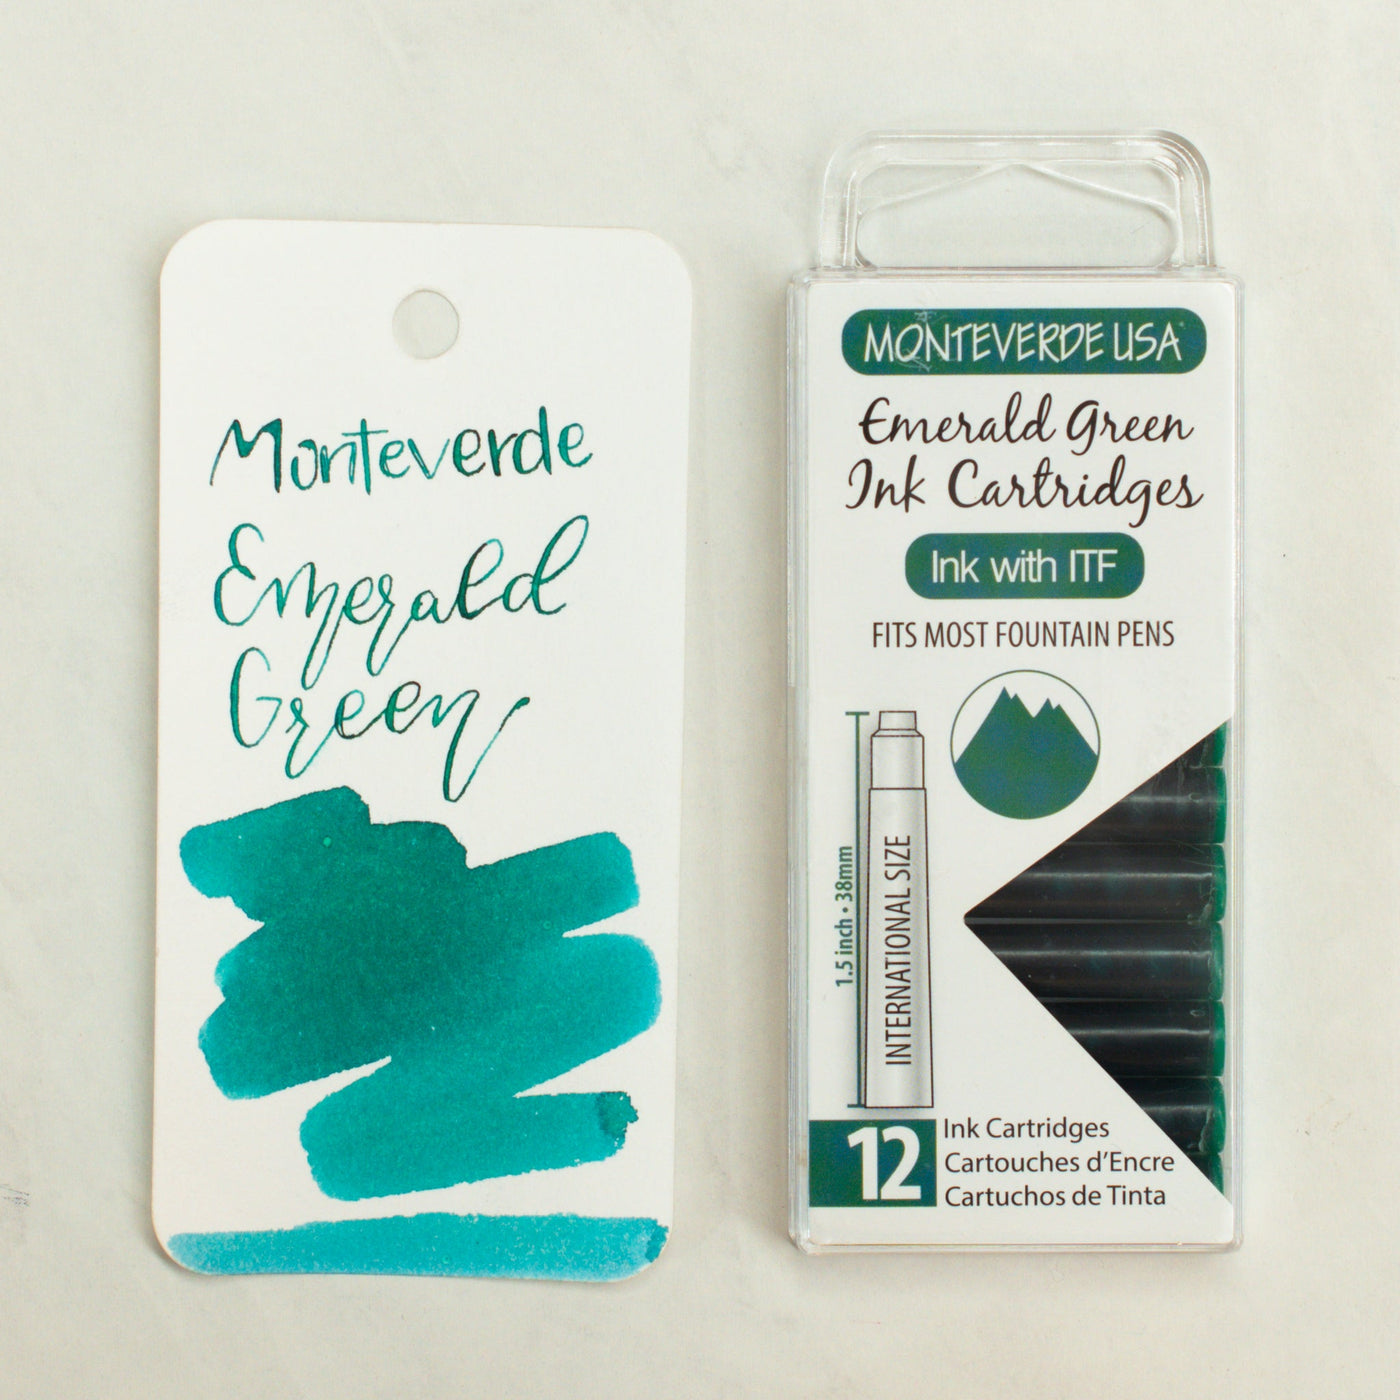 Monteverde
Emerald
Green
MONTEVERDE USA
Emerald Green
Ink Cartridges
Ink with ITF
FITS MOST FOUNTAIN PENS
1.5 inch • 38mm
INTERNATIONAL SIZE
12
Ink Cartridges
Cartouches d'Encre
Cartuchos de Tinta